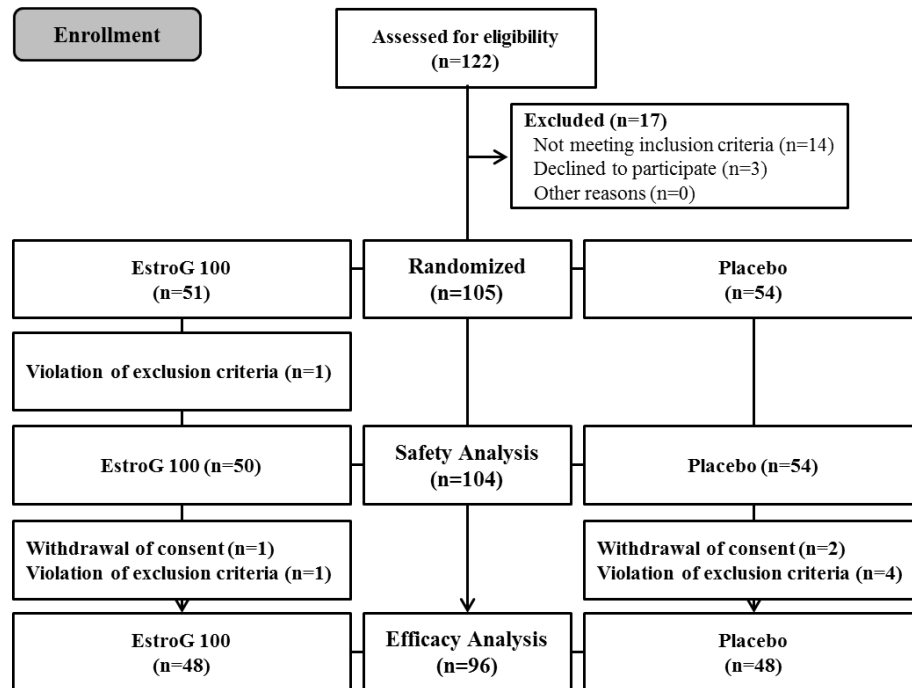 Enrollment
Assessed for eligibility
(n=122)
Excluded (n=17)
Not meeting inclusion criteria (n=14)
Declined to participate (n=3)
Other reasons (n=0)
EstroG 100
(n=51)
Randomized
(n=105)
Placebo
(n=54)
Violation of exclusion criteria (n=1)
EstroG 100 (n=50)
Safety Analysis
(n=104)
Placebo (n=54)
Withdrawal of consent (n=1)
Violation of exclusion criteria (n=1)
Withdrawal of consent (n=2)
Violation of exclusion criteria (n=4)
EstroG 100
(n=48)
Efficacy Analysis
(n=96)
Placebo
(n=48)